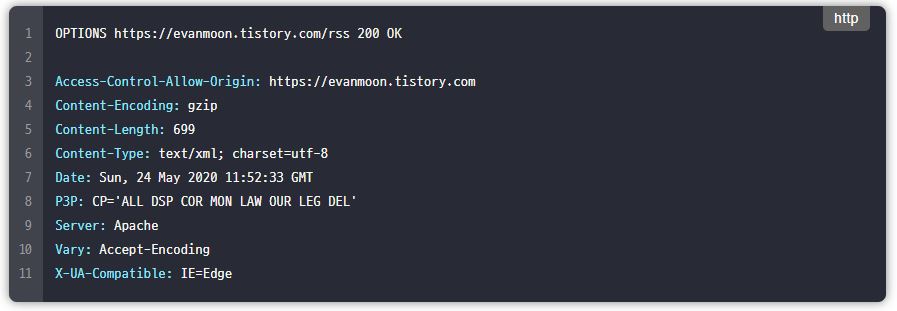 http
1 OPTIONS https://evanmoon.tistory.com/rss 200 OK
2
3 Access-Control-Allow-Origin: https://evanmoon.tistory.com
4 Content-Encoding: gzip
5 Content-Length: 699
6 Content-Type: text/xml; charset=utf-8
7 Date: Sun, 24 May 2020 11:52:33 GMT
8 P3P: CP='ALL DSP COR MON LAW OUR LEG DEL'
9 Server: Apache
10 Vary: Accept-Encoding
11 X-UA-Compatible: IE=Edge